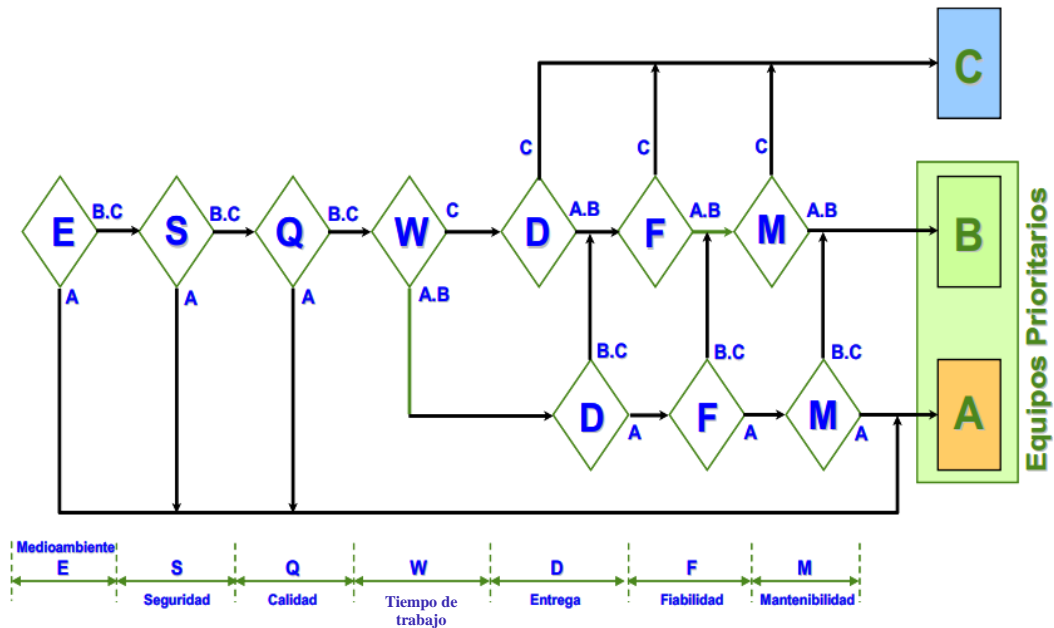 C
C
C
C
E
B.C
S
B.C
Q
B.C
W
C
D
A.B
F
A.B
M
A.B
B
A
A
A
A.B
B.C
B.C
B.C
D
A
F
A
M
A
A
Equipos Prioritarios
Medioambiente
E
S
Q
W
D
F
M
Seguridad
Calidad
Tiempo de
trabajo
Entrega
Fiabilidad
Mantenibilidad